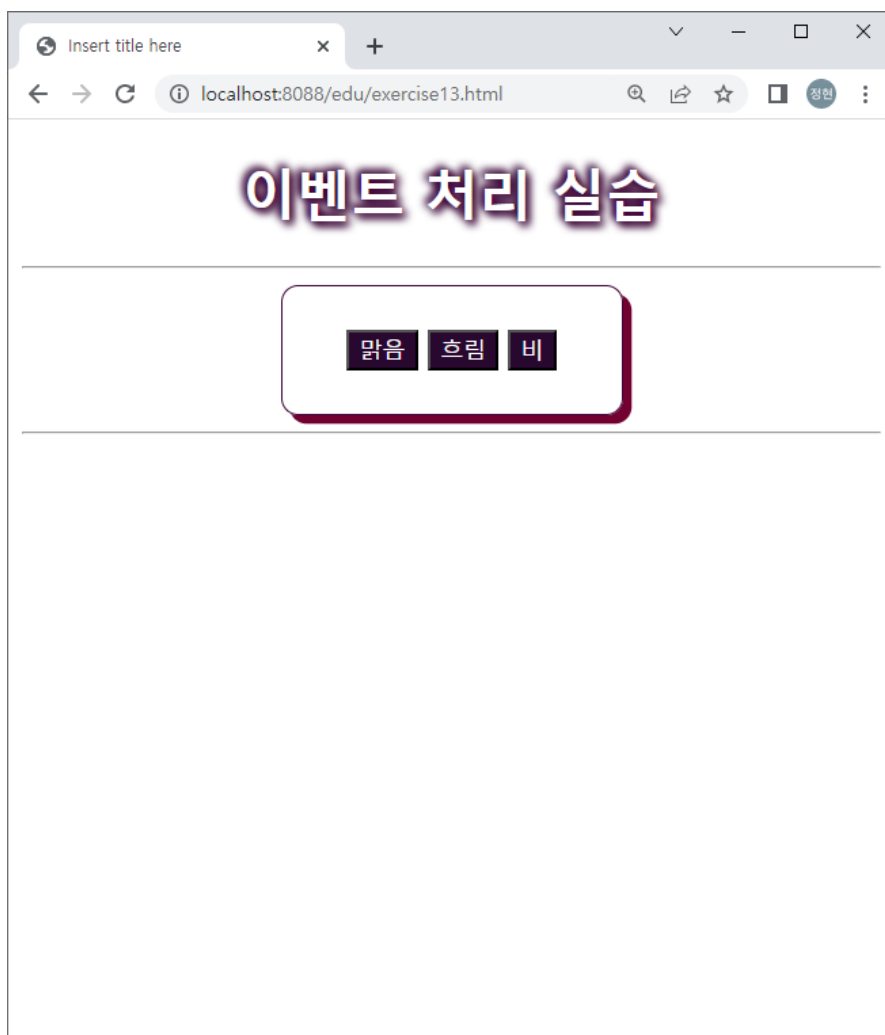 Insert title here
localhost:8088/edu/exercise13.html
정현
이벤트 처리 실습
맑음 흐림 비